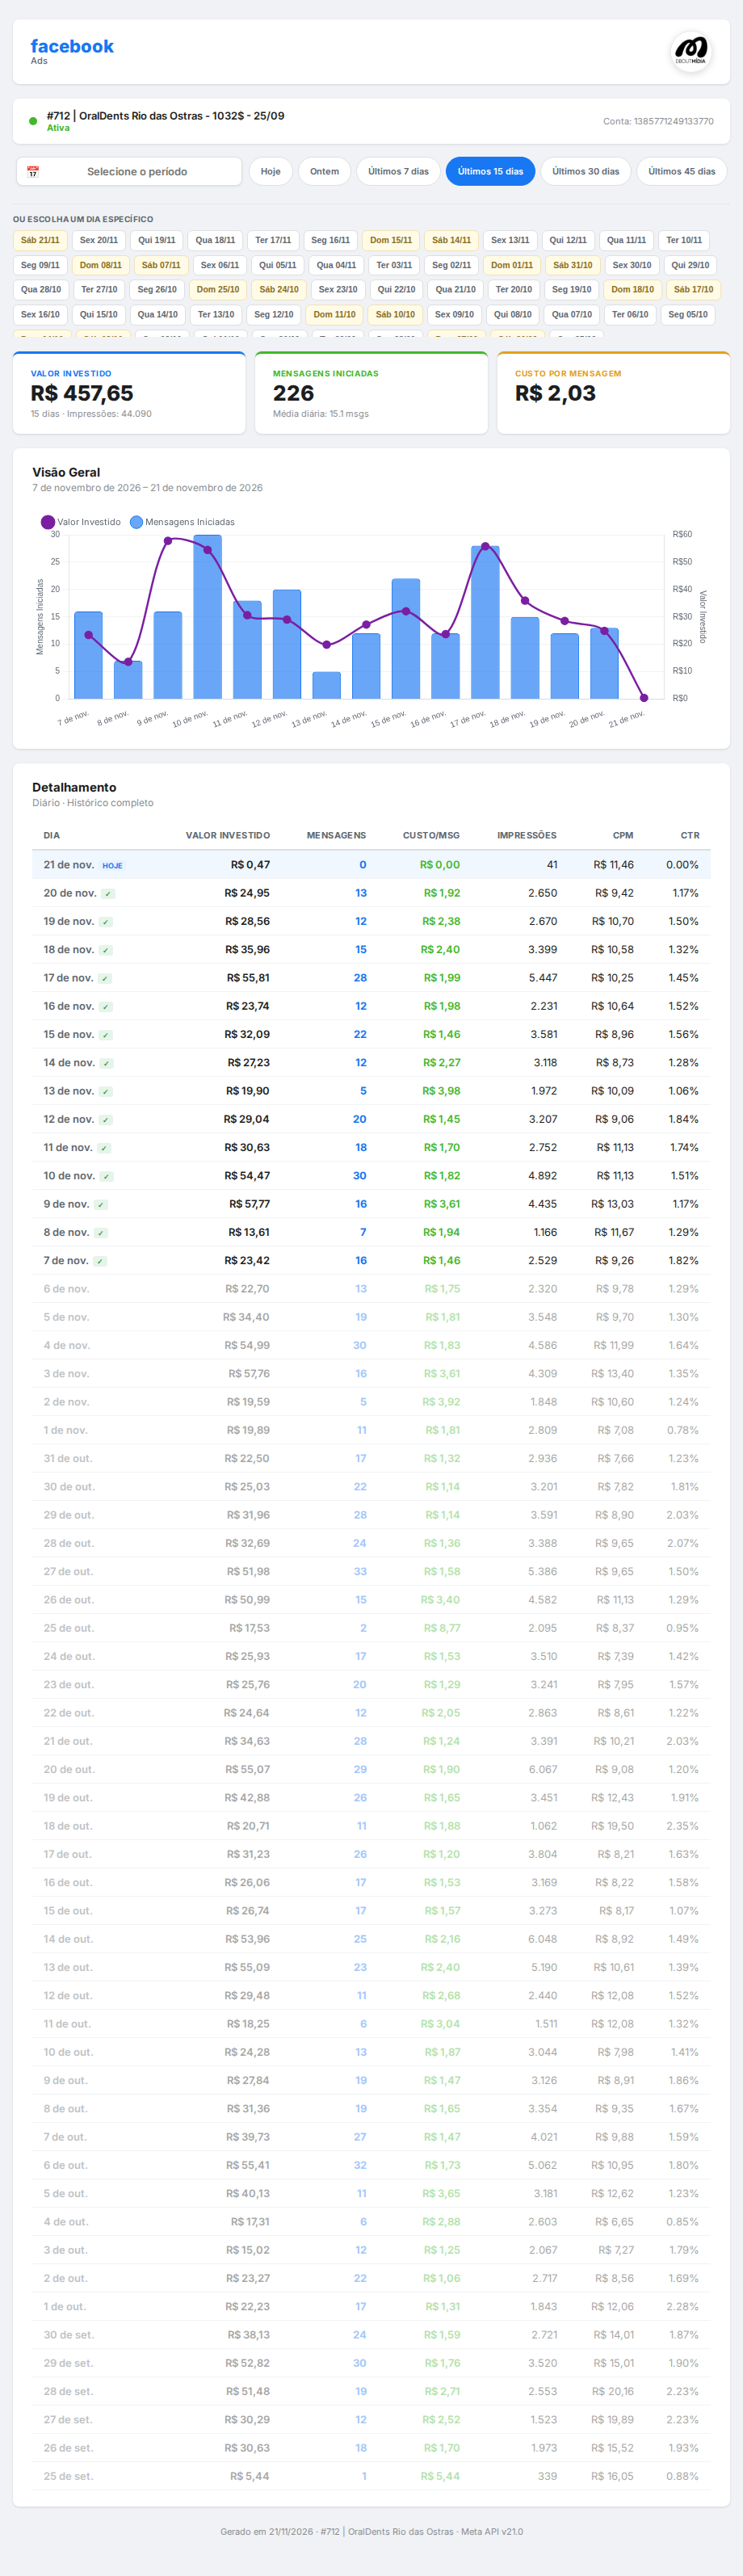 facebook
Ads
DBOUTMÍDIA
#712 | OralDents Rio das Ostras - 1032$ - 25/09
Ativa
Conta: 1385771249133770
Selecione o período
Hoje
Ontem
Últimos 7 dias
Últimos 15 dias
Últimos 30 dias
Últimos 45 dias
OU ESCOLHA UM DIA ESPECÍFICO
Sáb 21/11 Sex 20/11 Qui 19/11 Qua 18/11 Ter 17/11 Seg 16/11 Dom 15/11 Sáb 14/11 Sex 13/11 Qui 12/11 Qua 11/11 Ter 10/11
Seg 09/11 Dom 08/11 Sáb 07/11 Sex 06/11 Qui 05/11 Qua 04/11 Ter 03/11 Seg 02/11 Dom 01/11 Sáb 31/10 Sex 30/10 Qui 29/10
Qua 28/10 Ter 27/10 Seg 26/10 Dom 25/10 Sáb 24/10 Sex 23/10 Qui 22/10 Qua 21/10 Ter 20/10 Seg 19/10 Dom 18/10 Sáb 17/10
Sex 16/10 Qui 15/10 Qua 14/10 Ter 13/10 Seg 12/10 Dom 11/10 Sáb 10/10 Sex 09/10 Qui 08/10 Qua 07/10 Ter 06/10 Seg 05/10
VALOR INVESTIDO
R$ 457,65
15 dias · Impressões: 44.090
MENSAGENS INICIADAS
226
Média diária: 15.1 msgs
CUSTO POR MENSAGEM
R$ 2,03
Visão Geral
7 de novembro de 2026 – 21 de novembro de 2026
Valor Investido Mensagens Iniciadas
30 R$60
25 R$50
20 R$40
15 R$30
10 R$20
5 R$10
0 R$0
Mensagens Iniciadas
Valor Investido
7 de nov. 8 de nov. 9 de nov. 10 de nov. 11 de nov. 12 de nov. 13 de nov. 14 de nov. 15 de nov. 16 de nov. 17 de nov. 18 de nov. 19 de nov. 20 de nov. 21 de nov.
Detalhamento
Diário · Histórico completo
DIA VALOR INVESTIDO MENSAGENS CUSTO/MSG IMPRESSÕES CPM CTR
21 de nov. HOJE R$ 0,47 0 R$ 0,00 41 R$ 11,46 0.00%
20 de nov. ✓ R$ 24,95 13 R$ 1,92 2.650 R$ 9,42 1.17%
19 de nov. ✓ R$ 28,56 12 R$ 2,38 2.670 R$ 10,70 1.50%
18 de nov. ✓ R$ 35,96 15 R$ 2,40 3.399 R$ 10,58 1.32%
17 de nov. ✓ R$ 55,81 28 R$ 1,99 5.447 R$ 10,25 1.45%
16 de nov. ✓ R$ 23,74 12 R$ 1,98 2.231 R$ 10,64 1.52%
15 de nov. ✓ R$ 32,09 22 R$ 1,46 3.581 R$ 8,96 1.56%
14 de nov. ✓ R$ 27,23 12 R$ 2,27 3.118 R$ 8,73 1.28%
13 de nov. ✓ R$ 19,90 5 R$ 3,98 1.972 R$ 10,09 1.06%
12 de nov. ✓ R$ 29,04 20 R$ 1,45 3.207 R$ 9,06 1.84%
11 de nov. ✓ R$ 30,63 18 R$ 1,70 2.752 R$ 11,13 1.74%
10 de nov. ✓ R$ 54,47 30 R$ 1,82 4.892 R$ 11,13 1.51%
9 de nov. ✓ R$ 57,77 16 R$ 3,61 4.435 R$ 13,03 1.17%
8 de nov. ✓ R$ 13,61 7 R$ 1,94 1.166 R$ 11,67 1.29%
7 de nov. ✓ R$ 23,42 16 R$ 1,46 2.529 R$ 9,26 1.82%
6 de nov. R$ 22,70 13 R$ 1,75 2.320 R$ 9,78 1.29%
5 de nov. R$ 34,40 19 R$ 1,81 3.548 R$ 9,70 1.30%
4 de nov. R$ 54,99 30 R$ 1,83 4.586 R$ 11,99 1.64%
3 de nov. R$ 57,76 16 R$ 3,61 4.309 R$ 13,40 1.35%
2 de nov. R$ 19,59 5 R$ 3,92 1.848 R$ 10,60 1.24%
1 de nov. R$ 19,89 11 R$ 1,81 2.809 R$ 7,08 0.78%
31 de out. R$ 22,50 17 R$ 1,32 2.936 R$ 7,66 1.23%
30 de out. R$ 25,03 22 R$ 1,14 3.201 R$ 7,82 1.81%
29 de out. R$ 31,96 28 R$ 1,14 3.591 R$ 8,90 2.03%
28 de out. R$ 32,69 24 R$ 1,36 3.388 R$ 9,65 2.07%
27 de out. R$ 51,98 33 R$ 1,58 5.386 R$ 9,65 1.50%
26 de out. R$ 50,99 15 R$ 3,40 4.582 R$ 11,13 1.29%
25 de out. R$ 17,53 2 R$ 8,77 2.095 R$ 8,37 0.95%
24 de out. R$ 25,93 17 R$ 1,53 3.510 R$ 7,39 1.42%
23 de out. R$ 25,76 20 R$ 1,29 3.241 R$ 7,95 1.57%
22 de out. R$ 24,64 12 R$ 2,05 2.863 R$ 8,61 1.22%
21 de out. R$ 34,63 28 R$ 1,24 3.391 R$ 10,21 2.03%
20 de out. R$ 55,07 29 R$ 1,90 6.067 R$ 9,08 1.20%
19 de out. R$ 42,88 26 R$ 1,65 3.451 R$ 12,43 1.91%
18 de out. R$ 20,71 11 R$ 1,88 1.062 R$ 19,50 2.35%
17 de out. R$ 31,23 26 R$ 1,20 3.804 R$ 8,21 1.63%
16 de out. R$ 26,06 17 R$ 1,53 3.169 R$ 8,22 1.58%
15 de out. R$ 26,74 17 R$ 1,57 3.273 R$ 8,17 1.07%
14 de out. R$ 53,96 25 R$ 2,16 6.048 R$ 8,92 1.49%
13 de out. R$ 55,09 23 R$ 2,40 5.190 R$ 10,61 1.39%
12 de out. R$ 29,48 11 R$ 2,68 2.440 R$ 12,08 1.52%
11 de out. R$ 18,25 6 R$ 3,04 1.511 R$ 12,08 1.32%
10 de out. R$ 24,28 13 R$ 1,87 3.044 R$ 7,98 1.41%
9 de out. R$ 27,84 19 R$ 1,47 3.126 R$ 8,91 1.86%
8 de out. R$ 31,36 19 R$ 1,65 3.354 R$ 9,35 1.67%
7 de out. R$ 39,73 27 R$ 1,47 4.021 R$ 9,88 1.59%
6 de out. R$ 55,41 32 R$ 1,73 5.062 R$ 10,95 1.80%
5 de out. R$ 40,13 11 R$ 3,65 3.181 R$ 12,62 1.23%
4 de out. R$ 17,31 6 R$ 2,88 2.603 R$ 6,65 0.85%
3 de out. R$ 15,02 12 R$ 1,25 2.067 R$ 7,27 1.79%
2 de out. R$ 23,27 22 R$ 1,06 2.717 R$ 8,56 1.69%
1 de out. R$ 22,23 17 R$ 1,31 1.843 R$ 12,06 2.28%
30 de set. R$ 38,13 24 R$ 1,59 2.721 R$ 14,01 1.87%
29 de set. R$ 52,82 30 R$ 1,76 3.520 R$ 15,01 1.90%
28 de set. R$ 51,48 19 R$ 2,71 2.553 R$ 20,16 2.23%
27 de set. R$ 30,29 12 R$ 2,52 1.523 R$ 19,89 2.23%
26 de set. R$ 30,63 18 R$ 1,70 1.973 R$ 15,52 1.93%
25 de set. R$ 5,44 1 R$ 5,44 339 R$ 16,05 0.88%
Gerado em 21/11/2026 · #712 | OralDents Rio das Ostras · Meta API v21.0